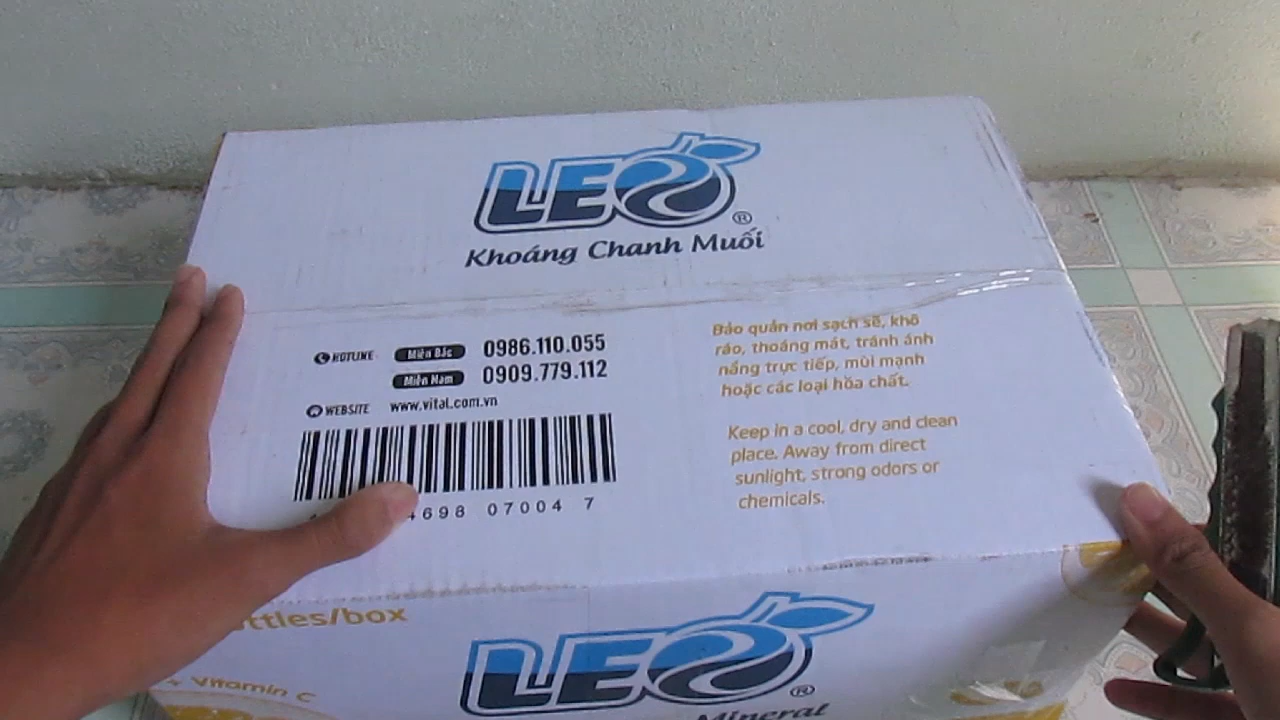 LEO®
Khoáng Chanh Muối
HOTLINE Miền Bắc 0986.110.055
Miền Nam 0909.779.112
WEBSITE www.vital.com.vn
Bảo quản nơi sạch sẽ, khô
ráo, thoáng mát, tránh ánh
nắng trực tiếp, mùi mạnh
hoặc các loại hóa chất.
Keep in a cool, dry and clean
place. Away from direct
sunlight, strong odors or
chemicals.
4698 07004 7
ttles/box
+ Vitamin C
LEO®
Mineral